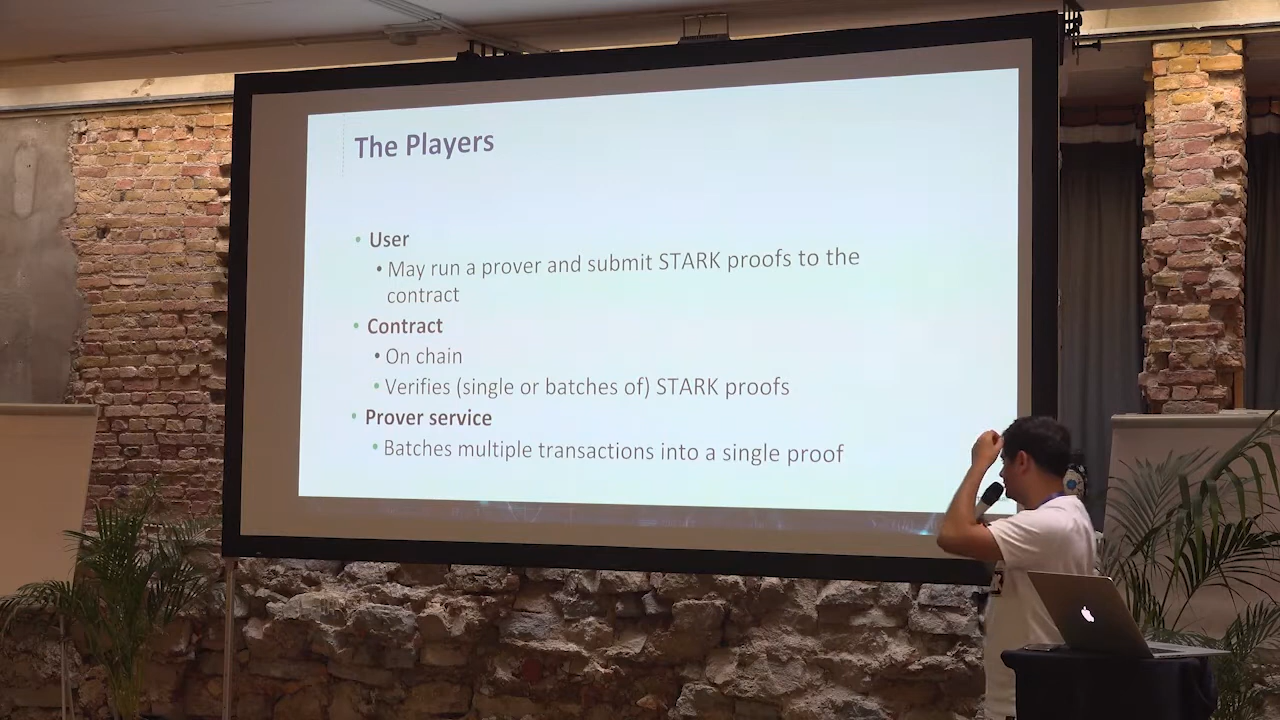 The Players
• User
• May run a prover and submit STARK proofs to the
contract
• Contract
• On chain
• Verifies (single or batches of) STARK proofs
• Prover service
• Batches multiple transactions into a single proof